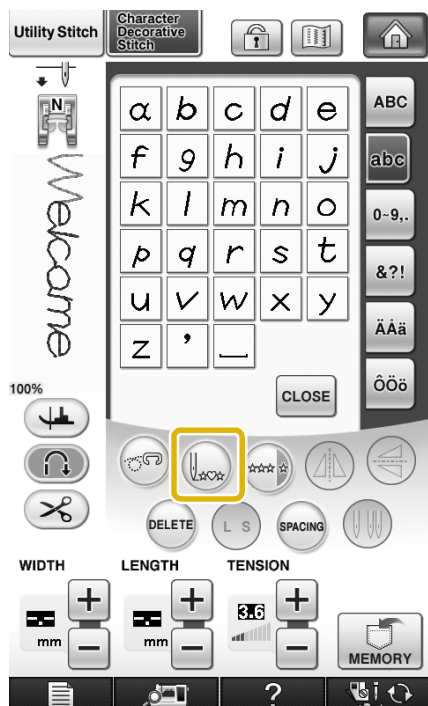 Utility Stitch
Character
Decorative
Stitch
N
Welcome
100%
a b c d e
f g h i j
k l m n o
p q r s t
u v w x y
z ’ _
CLOSE
ABC
abc
0~9,.
&?!
ÄÀä
ÔÖö
DELETE
L S
SPACING
WIDTH
LENGTH
TENSION
+
+
+
3.6
mm
mm
−
−
−
MEMORY
?
i